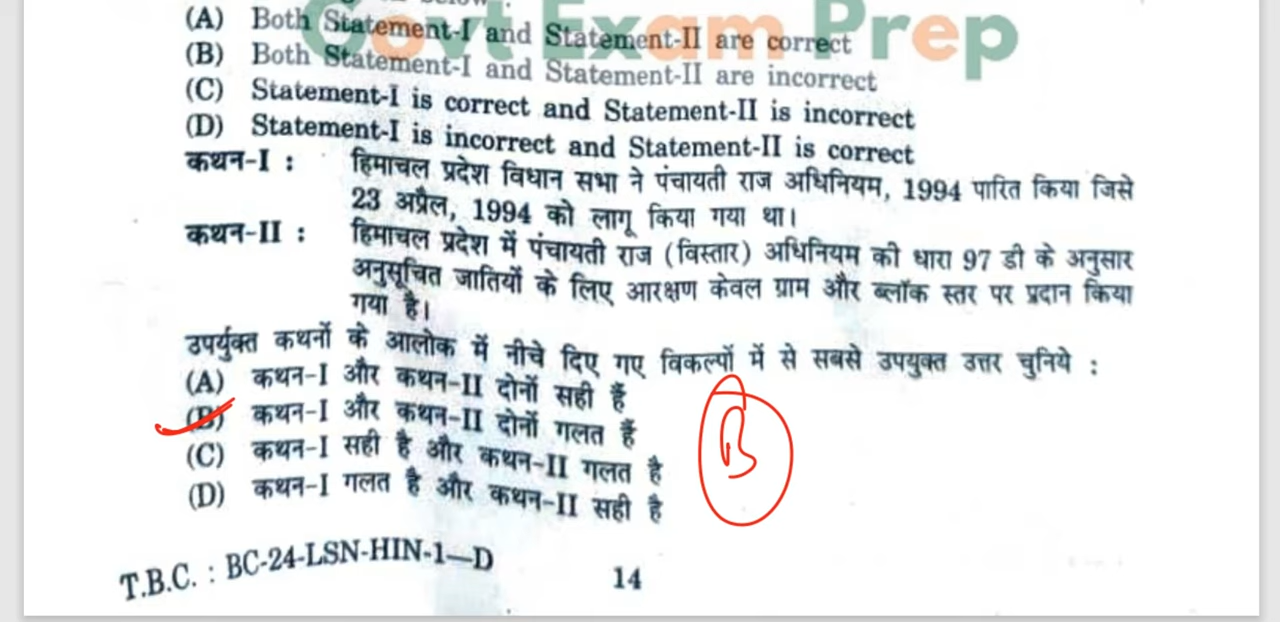 Govt Exam Prep
(A) Both Statement-I and Statement-II are correct
(B) Both Statement-I and Statement-II are incorrect
(C) Statement-I is correct and Statement-II is incorrect
(D) Statement-I is incorrect and Statement-II is correct
कथन-I : हिमाचल प्रदेश विधान सभा ने पंचायती राज अधिनियम, 1994 पारित किया जिसे
23 अप्रैल, 1994 को लागू किया गया था।
कथन-II : हिमाचल प्रदेश में पंचायती राज (विस्तार) अधिनियम की धारा 97 डी के अनुसार
अनुसूचित जातियों के लिए आरक्षण केवल ग्राम और ब्लॉक स्तर पर प्रदान किया
गया है।
उपर्युक्त कथनों के आलोक में नीचे दिए गए विकल्पों में से सबसे उपयुक्त उत्तर चुनिये :
(A) कथन-I और कथन-II दोनों सही हैं
(B) कथन-I और कथन-II दोनों गलत हैं
B
(C) कथन-I सही है और कथन-II गलत है
(D) कथन-I गलत है और कथन-II सही है
T.B.C. : BC-24-LSN-HIN-1—D
14